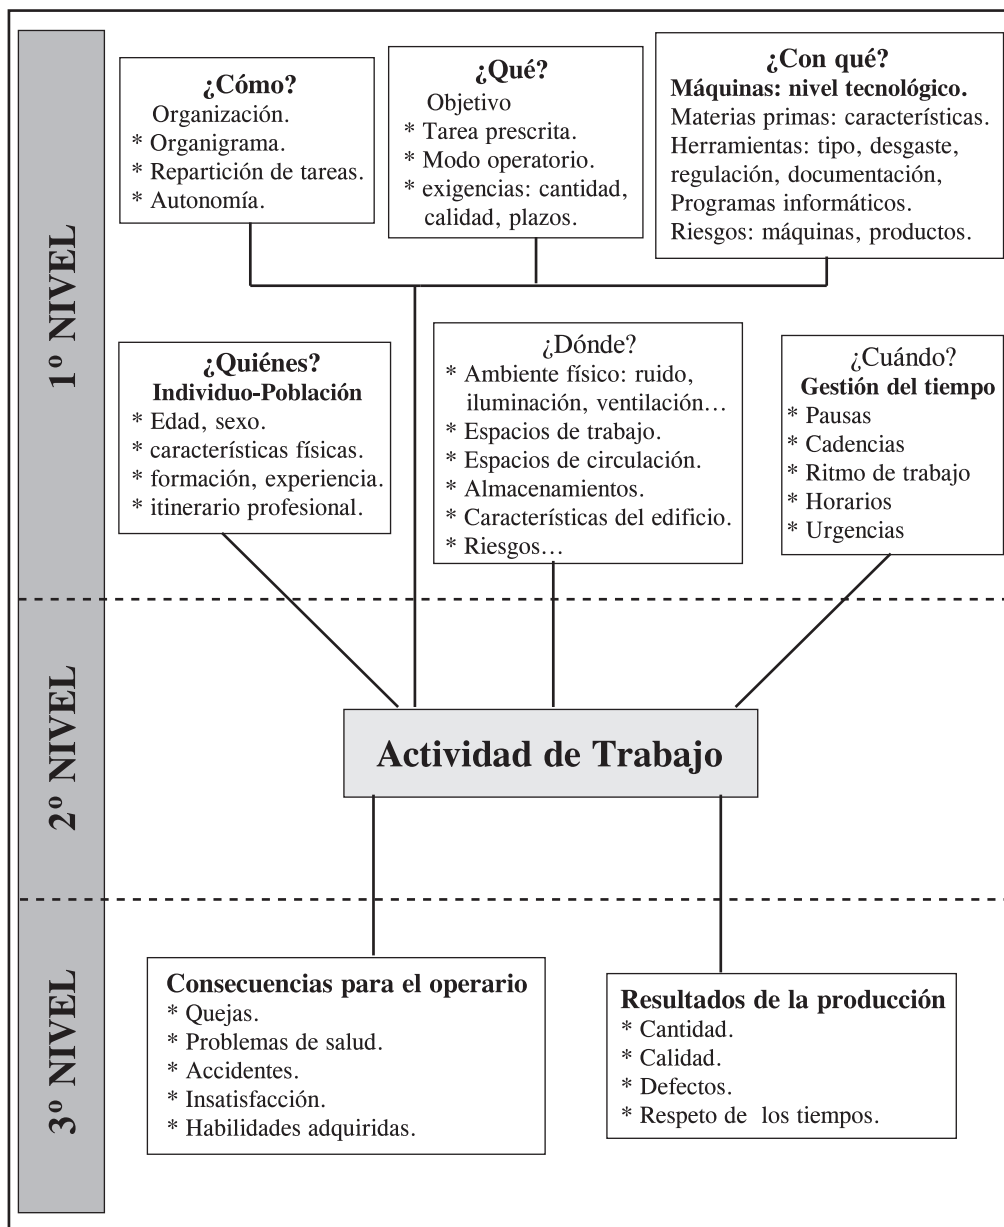 1º NIVEL
¿Cómo?
Organización.
* Organigrama.
* Repartición de tareas.
* Autonomía.
¿Qué?
Objetivo
* Tarea prescrita.
* Modo operatorio.
* exigencias: cantidad,
calidad, plazos.
¿Con qué?
Máquinas: nivel tecnológico.
Materias primas: características.
Herramientas: tipo, desgaste,
regulación, documentación,
Programas informáticos.
Riesgos: máquinas, productos.
¿Quiénes?
Individuo-Población
* Edad, sexo.
* características físicas.
* formación, experiencia.
* itinerario profesional.
¿Dónde?
* Ambiente físico: ruido,
iluminación, ventilación…
* Espacios de trabajo.
* Espacios de circulación.
* Almacenamientos.
* Características del edificio.
* Riesgos…
¿Cuándo?
Gestión del tiempo
* Pausas
* Cadencias
* Ritmo de trabajo
* Horarios
* Urgencias
2º NIVEL
Actividad de Trabajo
3º NIVEL
Consecuencias para el operario
* Quejas.
* Problemas de salud.
* Accidentes.
* Insatisfacción.
* Habilidades adquiridas.
Resultados de la producción
* Cantidad.
* Calidad.
* Defectos.
* Respeto de los tiempos.